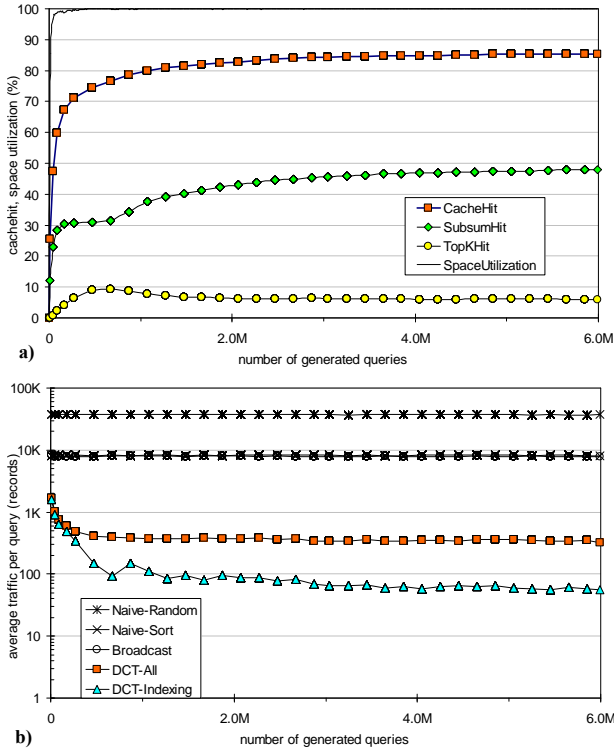 100
90
80
70
60
50
40
30
20
10
0
cachehit, space utilization (%)
CacheHit
SubsumHit
TopKHit
SpaceUtilization
0
2.0M
4.0M
6.0M
a)
number of generated queries
100K
10K
1K
100
10
1
average traffic per query (records)
Naive-Random
Naive-Sort
Broadcast
DCT-All
DCT-Indexing
0
2.0M
4.0M
6.0M
b)
number of generated queries